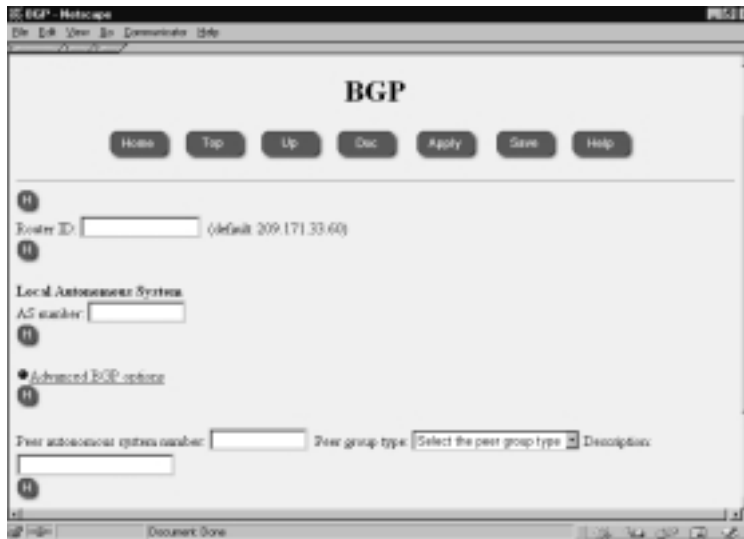 BGP - Netscape
File Edit View Go Communicator Help
BGP
Home Top Up Doc Apply Save Help
H
Router ID: (default 209.171.33.60)
H
Local Autonomous System
AS number:
H
Advanced BGP options
H
Peer autonomous system number: Peer group type: Select the peer group type Description:
H
Document: Done